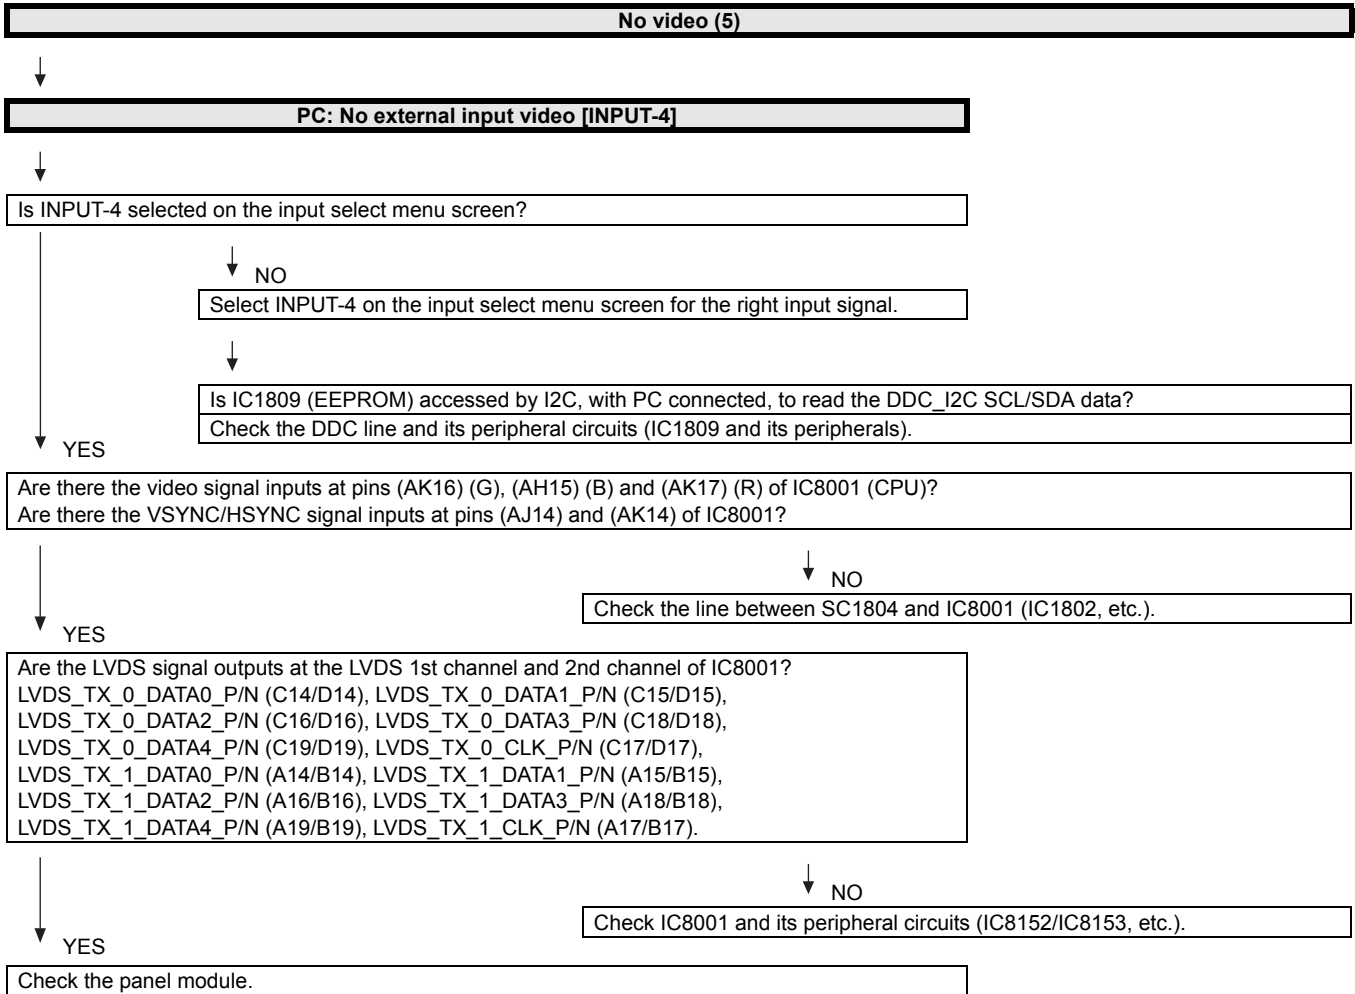 No video (5)
PC: No external input video [INPUT-4]
Is INPUT-4 selected on the input select menu screen?
NO
Select INPUT-4 on the input select menu screen for the right input signal.
Is IC1809 (EEPROM) accessed by I2C, with PC connected, to read the DDC_I2C SCL/SDA data?
Check the DDC line and its peripheral circuits (IC1809 and its peripherals).
YES
Are there the video signal inputs at pins (AK16) (G), (AH15) (B) and (AK17) (R) of IC8001 (CPU)?
Are there the VSYNC/HSYNC signal inputs at pins (AJ14) and (AK14) of IC8001?
NO
Check the line between SC1804 and IC8001 (IC1802, etc.).
YES
Are the LVDS signal outputs at the LVDS 1st channel and 2nd channel of IC8001?
LVDS_TX_0_DATA0_P/N (C14/D14), LVDS_TX_0_DATA1_P/N (C15/D15),
LVDS_TX_0_DATA2_P/N (C16/D16), LVDS_TX_0_DATA3_P/N (C18/D18),
LVDS_TX_0_DATA4_P/N (C19/D19), LVDS_TX_0_CLK_P/N (C17/D17),
LVDS_TX_1_DATA0_P/N (A14/B14), LVDS_TX_1_DATA1_P/N (A15/B15),
LVDS_TX_1_DATA2_P/N (A16/B16), LVDS_TX_1_DATA3_P/N (A18/B18),
LVDS_TX_1_DATA4_P/N (A19/B19), LVDS_TX_1_CLK_P/N (A17/B17).
NO
Check IC8001 and its peripheral circuits (IC8152/IC8153, etc.).
YES
Check the panel module.